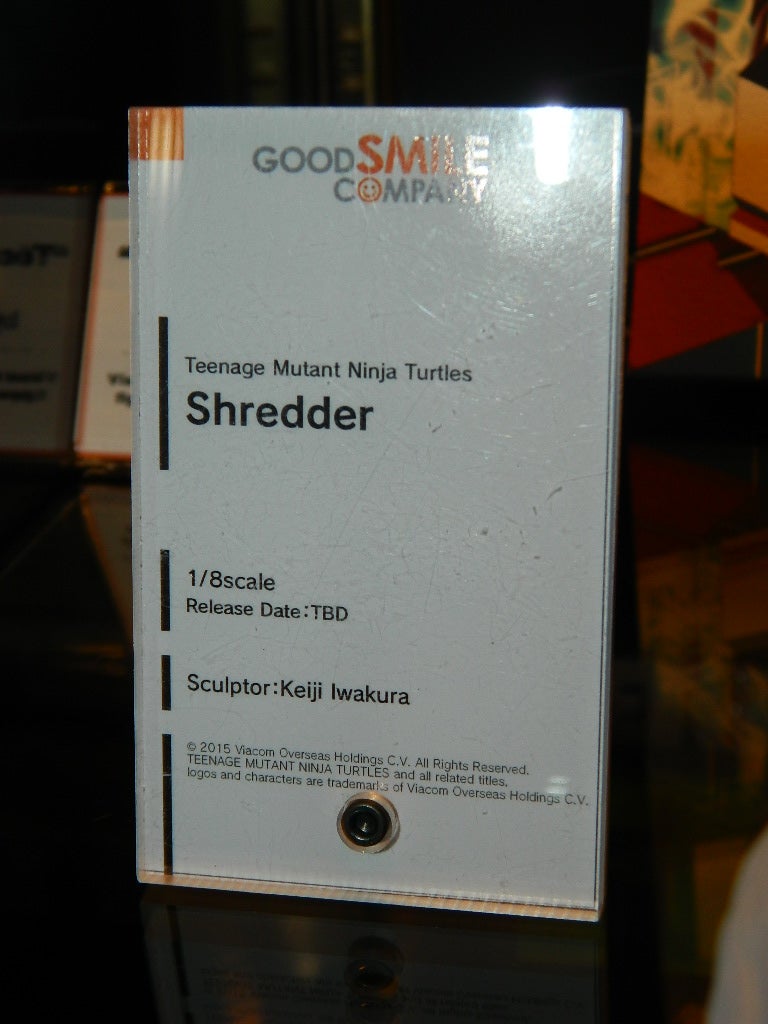 GOODSMILE
COMPANY
Teenage Mutant Ninja Turtles
Shredder
1/8scale
Release Date:TBD
Sculptor:Keiji Iwakura
© 2015 Viacom Overseas Holdings C.V. All Rights Reserved.
TEENAGE MUTANT NINJA TURTLES and all related titles,
logos and characters are trademarks of Viacom Overseas Holdings C.V.